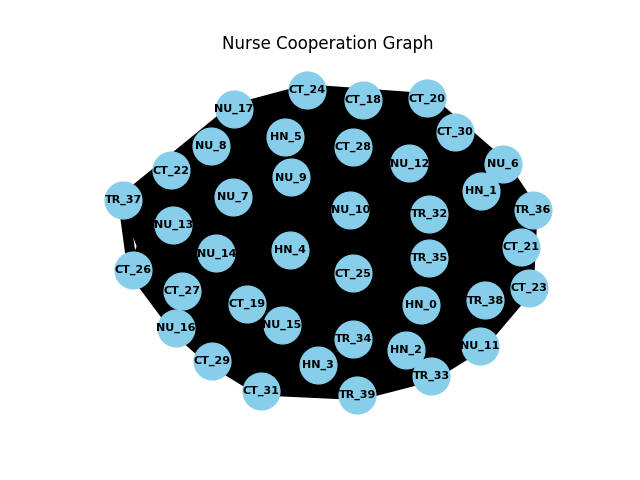 Nurse Cooperation Graph
CT_24
CT_20
CT_18
NU_17
CT_30
HN_5
NU_8
CT_28
NU_12
NU_6
CT_22
NU_9
HN_1
NU_7
TR_37
NU_10
TR_36
TR_32
NU_13
CT_21
HN_4
NU_14
TR_35
CT_26
CT_25
CT_23
CT_27
TR_38
CT_19
HN_0
NU_15
NU_16
TR_34
NU_11
HN_2
CT_29
HN_3
TR_33
CT_31
TR_39